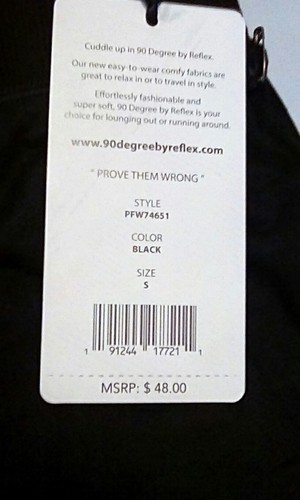 Cuddle up in 90 Degree by Reflex.
Our new easy-to-wear comfy fabrics are
great to relax in or to travel in style.
Effortlessly fashionable and
super soft, 90 Degree by Reflex is your
choice for lounging out or running around.
www.90degreebyreflex.com
" PROVE THEM WRONG "
STYLE
PFW74651
COLOR
BLACK
SIZE
S
1 91244 17721 1
MSRP: $ 48.00